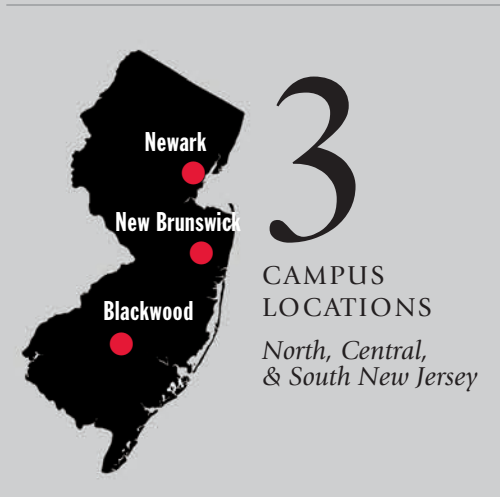 Newark
New Brunswick
Blackwood
3
CAMPUS
LOCATIONS
North, Central,
& South New Jersey